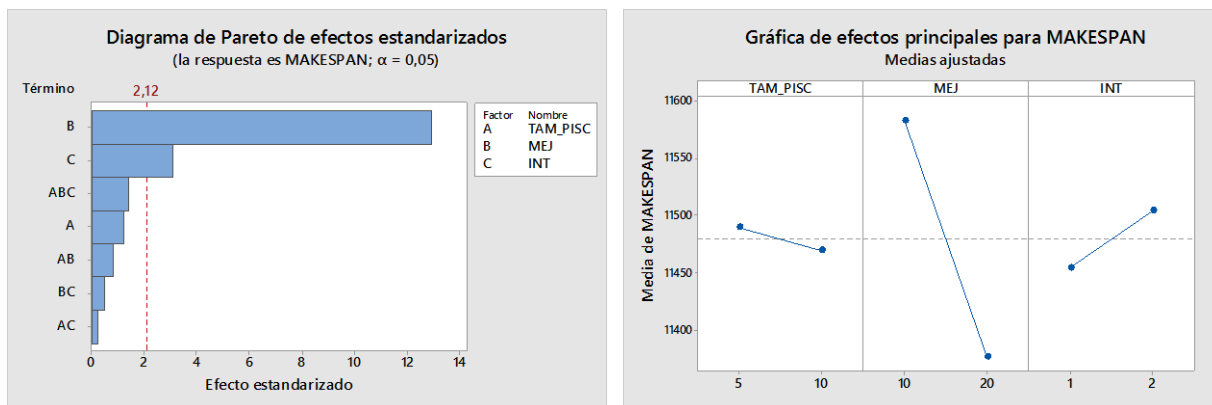 Diagrama de Pareto de efectos estandarizados
(la respuesta es MAKESPAN; α = 0,05)
Término
2,12
B
C
ABC
A
AB
BC
AC
0 2 4 6 8 10 12 14
Efecto estandarizado
Factor Nombre
A TAM_PISC
B MEJ
C INT
Gráfica de efectos principales para MAKESPAN
Medias ajustadas
TAM_PISC MEJ INT
Media de MAKESPAN
11600
11550
11500
11450
11400
5 10 10 20 1 2